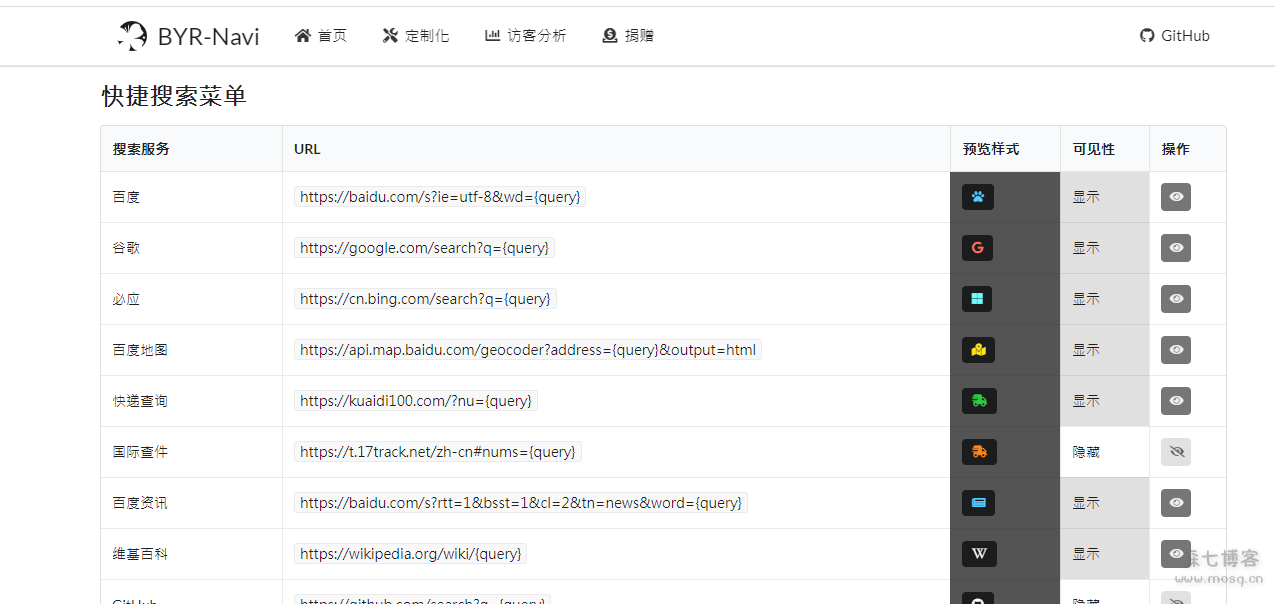 BYR-Navi 首页 定制化 访客分析 捐赠 GitHub
快捷搜索菜单
搜索服务 URL 预览样式 可见性 操作
百度 https://baidu.com/s?ie=utf-8&wd={query} 显示
谷歌 https://google.com/search?q={query} G 显示
必应 https://cn.bing.com/search?q={query} 显示
百度地图 https://api.map.baidu.com/geocoder?address={query}&output=html 显示
快递查询 https://kuaidi100.com/?nu={query} 显示
国际查件 https://t.17track.net/zh-cn#nums={query} 隐藏
百度资讯 https://baidu.com/s?rtt=1&bsst=1&cl=2&tn=news&word={query} 显示
维基百科 https://wikipedia.org/wiki/{query} W 显示
森七博客
www.mosq.cn
GitHub https://github.com/search?q={query} 隐藏